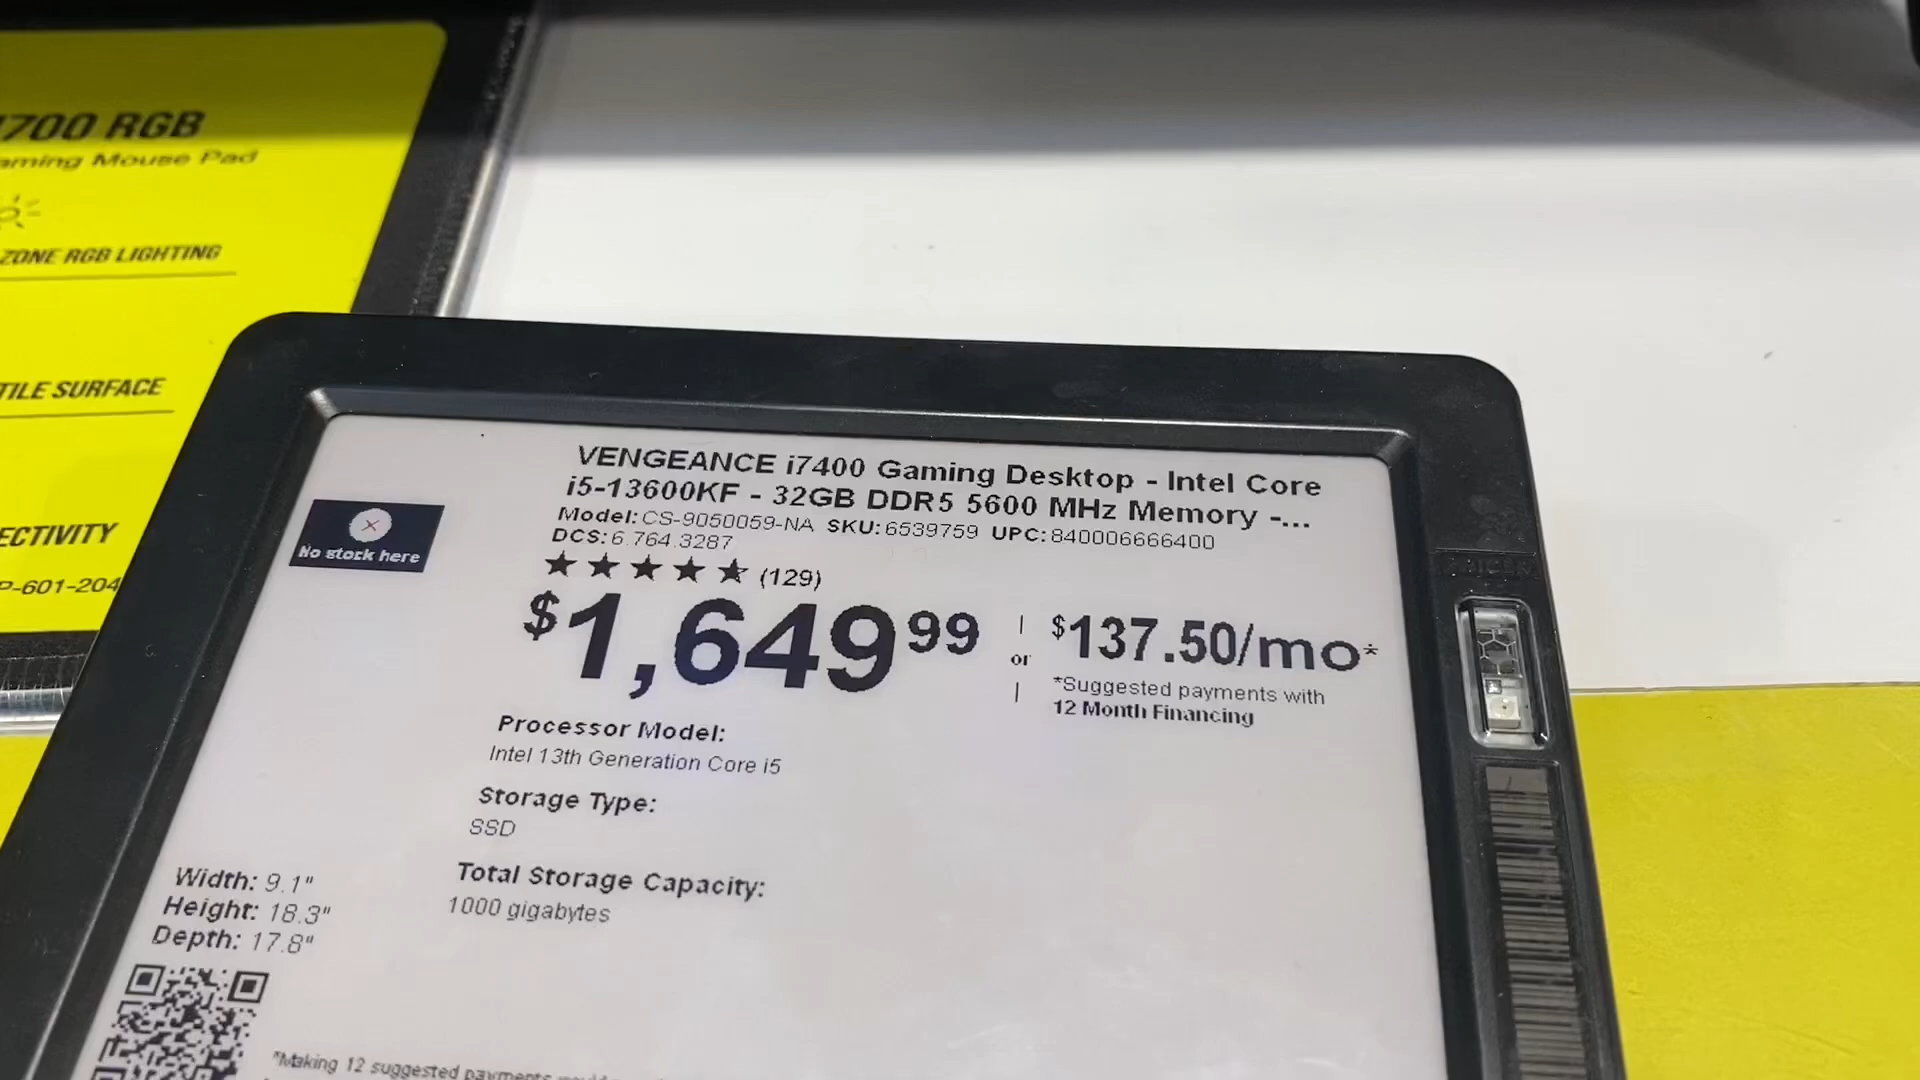 700 RGB
aming Mouse Pad
ZONE RGB LIGHTING
TILE SURFACE
ECTIVITY
P-601-204
No stock here
VENGEANCE i7400 Gaming Desktop - Intel Core
i5-13600KF - 32GB DDR5 5600 MHz Memory -...
Model:CS-9050059-NA SKU:6539759 UPC:840006666400
DCS:6.764.3287
(129)
$1,649 99
or
$137.50/mo*
*Suggested payments with
12 Month Financing
Processor Model:
Intel 13th Generation Core i5
Storage Type:
SSD
Total Storage Capacity:
1000 gigabytes
Width: 9.1"
Height: 18.3"
Depth: 17.8"
*Making 12 suggested payments